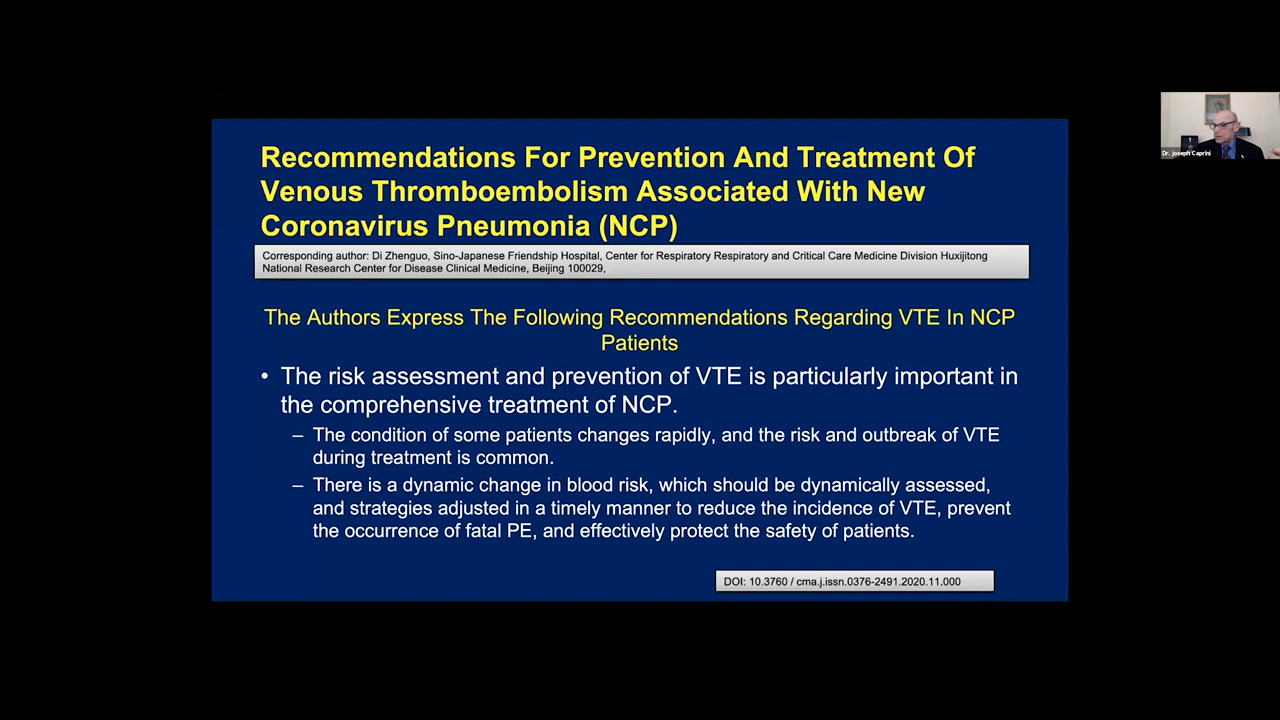 Recommendations For Prevention And Treatment Of
Venous Thromboembolism Associated With New
Coronavirus Pneumonia (NCP)
Corresponding author: Di Zhenguo, Sino-Japanese Friendship Hospital, Center for Respiratory Respiratory and Critical Care Medicine Division Huxijitong
National Research Center for Disease Clinical Medicine, Beijing 100029,
The Authors Express The Following Recommendations Regarding VTE In NCP
Patients
• The risk assessment and prevention of VTE is particularly important in
the comprehensive treatment of NCP.
– The condition of some patients changes rapidly, and the risk and outbreak of VTE
during treatment is common.
– There is a dynamic change in blood risk, which should be dynamically assessed,
and strategies adjusted in a timely manner to reduce the incidence of VTE, prevent
the occurrence of fatal PE, and effectively protect the safety of patients.
DOI: 10.3760 / cma.j.issn.0376-2491.2020.11.000
Dr. joseph Caprini